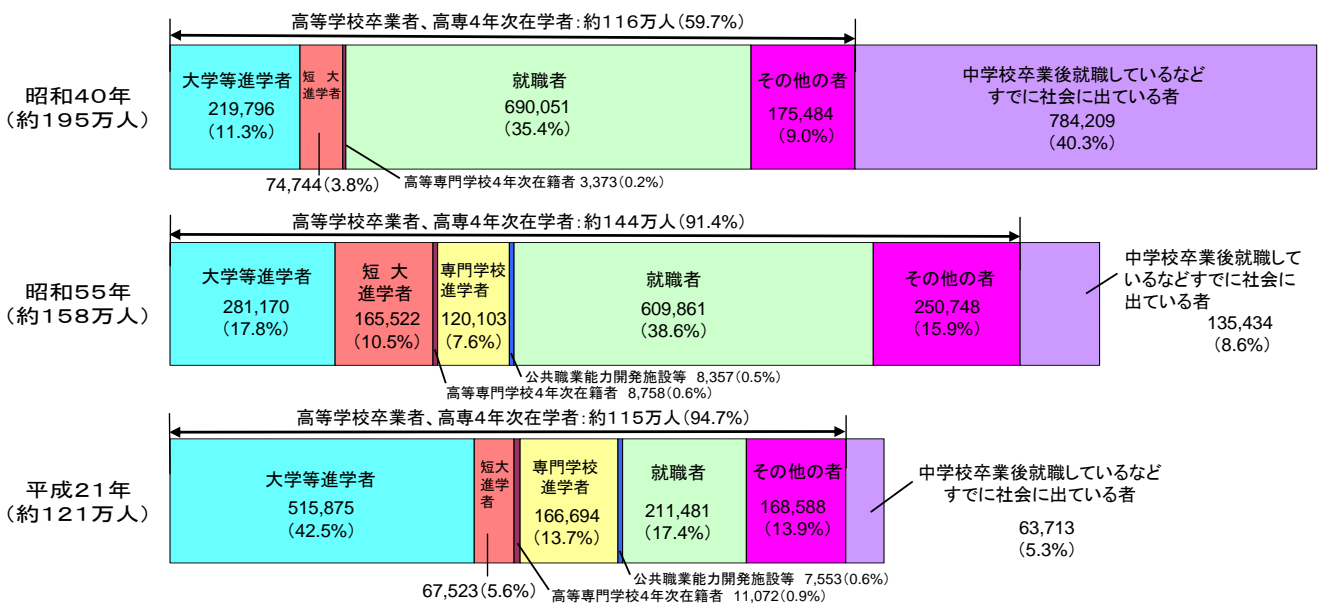 高等学校卒業者、高専4年次在学者：約116万人(59.7%)
昭和40年
(約195万人)
大学等進学者
219,796
(11.3%)
短 大
進学者
就職者
690,051
(35.4%)
その他の者
175,484
(9.0%)
中学校卒業後就職しているなど
すでに社会に出ている者
784,209
(40.3%)
74,744(3.8%)
高等専門学校4年次在籍者 3,373(0.2%)
高等学校卒業者、高専4年次在学者：約144万人(91.4%)
昭和55年
(約158万人)
大学等進学者
281,170
(17.8%)
短 大
進学者
165,522
(10.5%)
専門学校
進学者
120,103
(7.6%)
就職者
609,861
(38.6%)
その他の者
250,748
(15.9%)
中学校卒業後就職して
いるなどすでに社会に
出ている者
135,434
(8.6%)
公共職業能力開発施設等 8,357(0.5%)
高等専門学校4年次在籍者 8,758(0.6%)
高等学校卒業者、高専4年次在学者：約115万人(94.7%)
平成21年
(約121万人)
大学等進学者
515,875
(42.5%)
短大
進学
者
専門学校
進学者
166,694
(13.7%)
就職者
211,481
(17.4%)
その他の者
168,588
(13.9%)
中学校卒業後就職しているなど
すでに社会に出ている者
63,713
(5.3%)
公共職業能力開発施設等 7,553(0.6%)
67,523(5.6%)
高等専門学校4年次在籍者 11,072(0.9%)